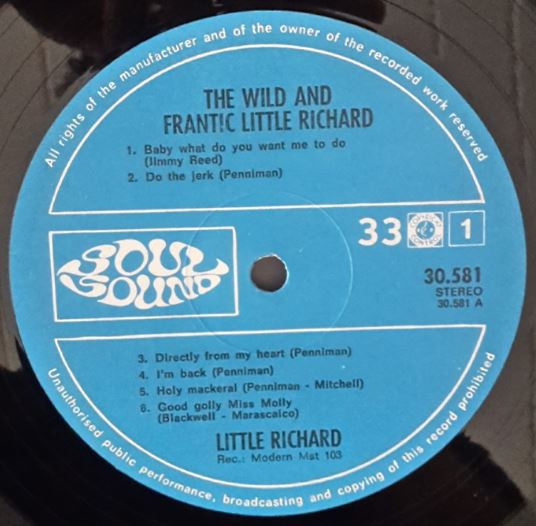 All rights of the manufacturer and of the owner of the recorded work reserved
THE WILD AND
FRANTIC LITTLE RICHARD
1. Baby what do you want me to do
(Jimmy Reed)
2. Do the jerk (Penniman)
SOUL
SOUND
33
COPYRIGHT
CONTROL
1
30.581
STEREO
30.581 A
3. Directly from my heart (Penniman)
4. I'm back (Penniman)
5. Holy mackeral (Penniman - Mitchell)
6. Good golly Miss Molly
(Blackwell - Marascalco)
LITTLE RICHARD
Rec.: Modern Mst 103
Unauthorised public performance, broadcasting and copying of this record prohibited